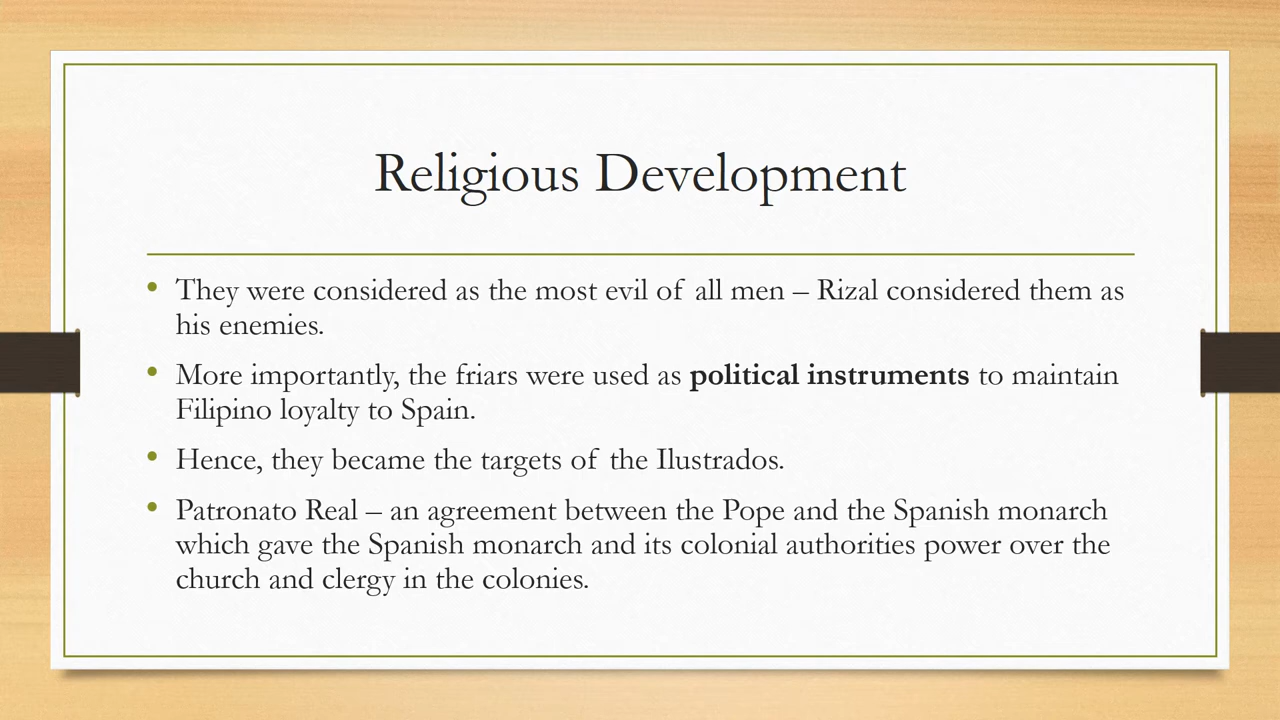 Religious Development
• They were considered as the most evil of all men – Rizal considered them as
his enemies.
• More importantly, the friars were used as political instruments to maintain
Filipino loyalty to Spain.
• Hence, they became the targets of the Ilustrados.
• Patronato Real – an agreement between the Pope and the Spanish monarch
which gave the Spanish monarch and its colonial authorities power over the
church and clergy in the colonies.